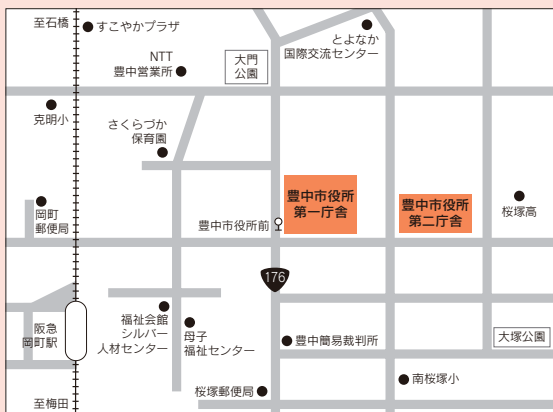 至石橋
すこやかプラザ
NTT
豊中営業所
大門
公園
とよなか
国際交流センター
克明小
さくらづか
保育園
岡町
郵便局
豊中市役所
第一庁舎
豊中市役所
第二庁舎
桜塚高
豊中市役所前
176
阪急
岡町駅
福祉会館
シルバー
人材センター
母子
福祉センター
豊中簡易裁判所
大塚公園
南桜塚小
桜塚郵便局
至梅田